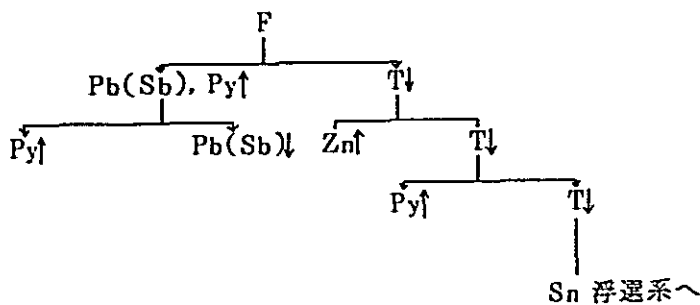 F
Pb(Sb), Py↑ T↓
Py↑ Pb(Sb)↓ Zn↑ T↓
Py↑ T↓
Sn 浮選系へ